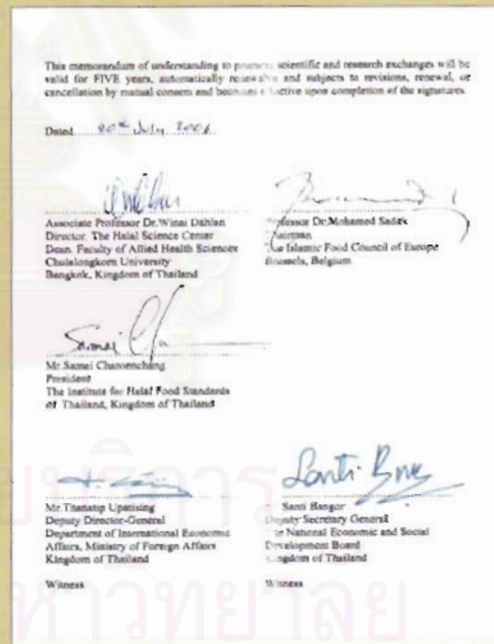 This memorandum of understanding to promote scientific and research exchanges will be
valid for FIVE years, automatically renewable and subjects to revisions, renewal, or
cancellation by mutual consent and becomes effective upon completion of the signatures.
Dated 20th July 2006
Associate Professor Dr.Winai Dahlan
Director, The Halal Science Center
Dean, Faculty of Allied Health Sciences
Chulalongkorn University
Bangkok, Kingdom of Thailand
Professor Dr.Mohamed Sadek
Chairman
The Islamic Food Council of Europe
Brussels, Belgium
Samai
Mr.Samai Charoenchang
President
The Institute for Halal Food Standards
of Thailand, Kingdom of Thailand
Mr.Thanatip Upatising
Deputy Director-General
Department of International Economic
Affairs, Ministry of Foreign Affairs
Kingdom of Thailand
Witness
Santi
Santi Bangor
Deputy Secretary General
The National Economic and Social
Development Board
Kingdom of Thailand
Witness